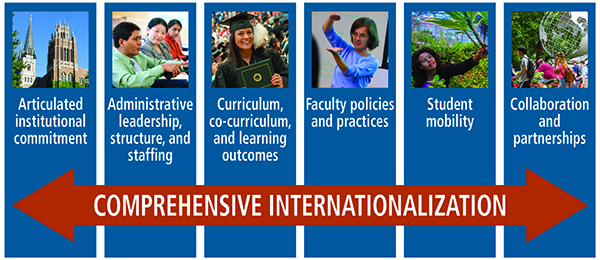 Articulated
institutional
commitment
Administrative
leadership,
structure, and
staffing
Curriculum,
co-curriculum,
and learning
outcomes
Faculty policies
and practices
Student
mobility
Collaboration
and
partnerships
COMPREHENSIVE INTERNATIONALIZATION